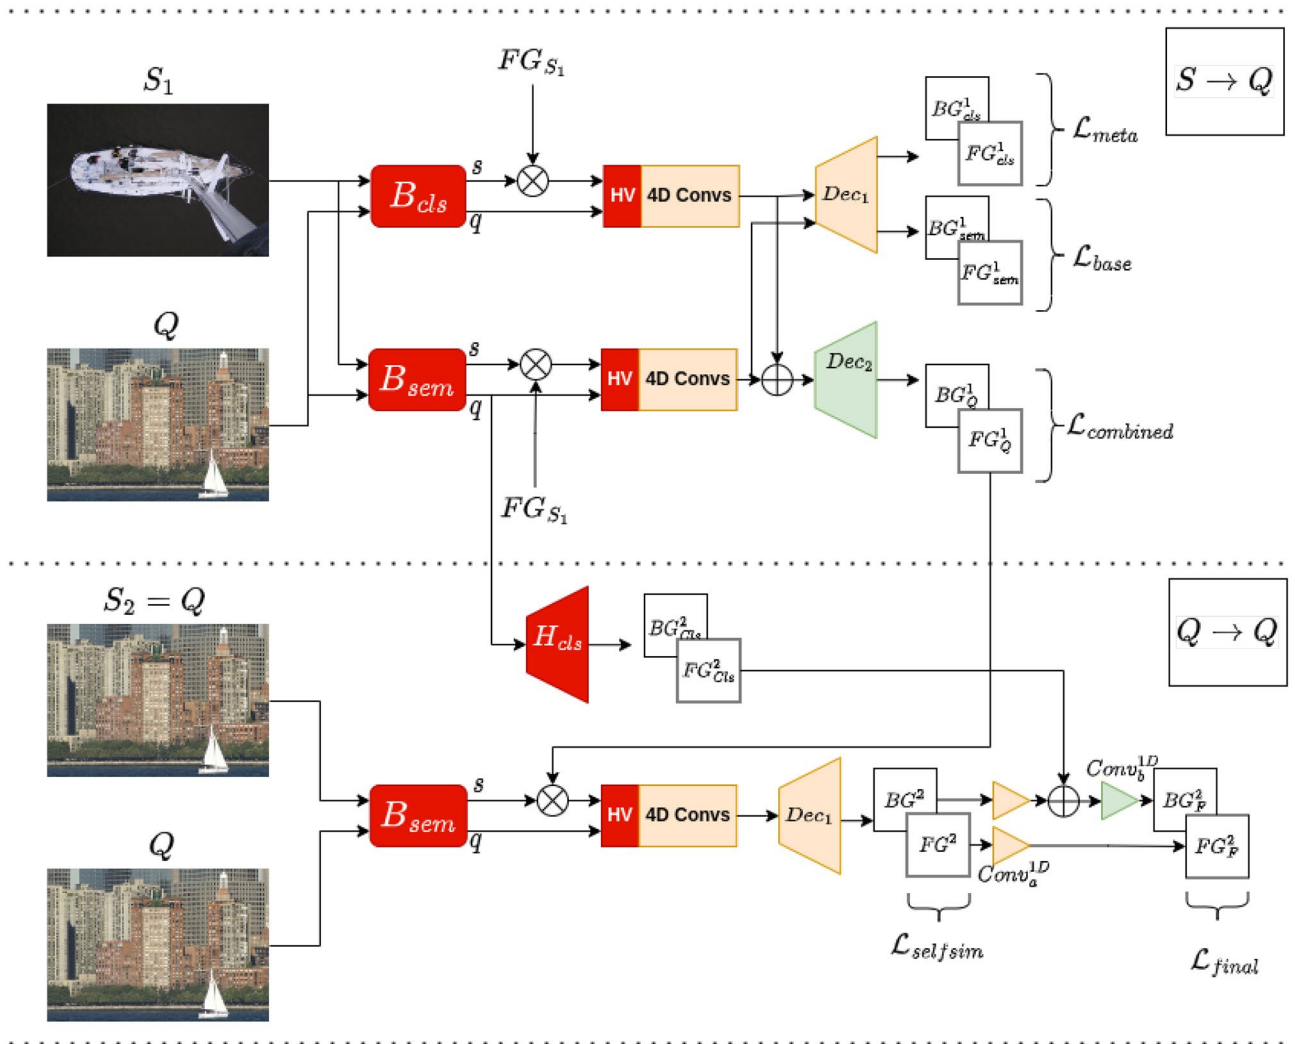 FG_{S_1}
S → Q
S_1
BG^1_{cls}
FG^1_{cls}
ℒ_{meta}
B_{cls}
s
q
HV
4D Convs
Dec_1
BG^1_{sem}
FG^1_{sem}
ℒ_{base}
Q
B_{sem}
s
q
HV
4D Convs
Dec_2
BG^1_Q
FG^1_Q
ℒ_{combined}
FG_{S_1}
S_2 = Q
H_{cls}
BG^2_{Cls}
FG^2_{Cls}
Q → Q
B_{sem}
s
q
HV
4D Convs
Dec_1
BG^2
FG^2
Conv^{1D}_b
Conv^{1D}_a
BG^2_F
FG^2_F
Q
ℒ_{selfsim}
ℒ_{final}